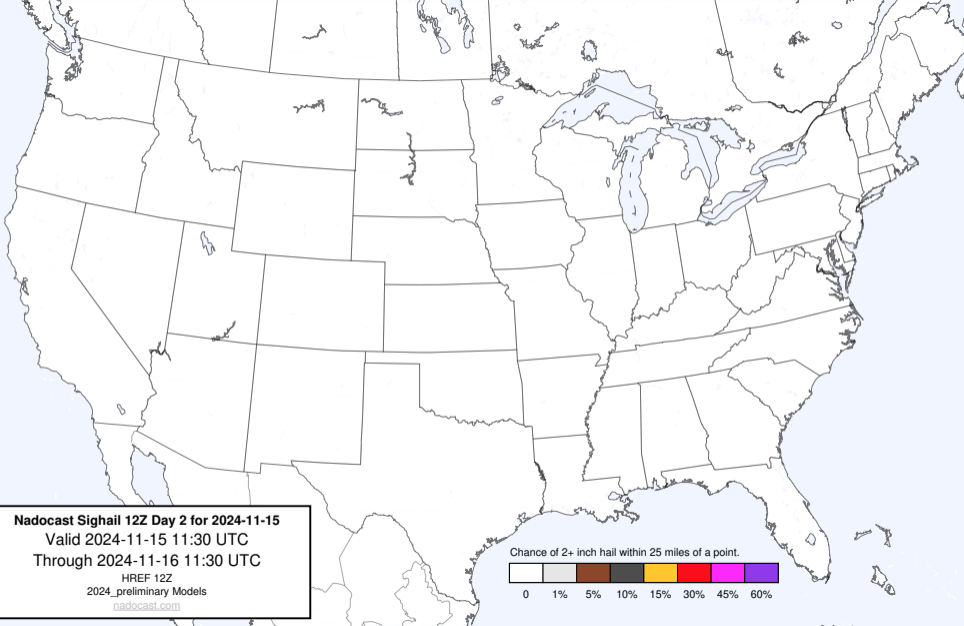 Nadocast Sighail 12Z Day 2 for 2024-11-15
Valid 2024-11-15 11:30 UTC
Through 2024-11-16 11:30 UTC
HREF 12Z
2024_preliminary Models
nadocast.com
Chance of 2+ inch hail within 25 miles of a point.
0 1% 5% 10% 15% 30% 45% 60%